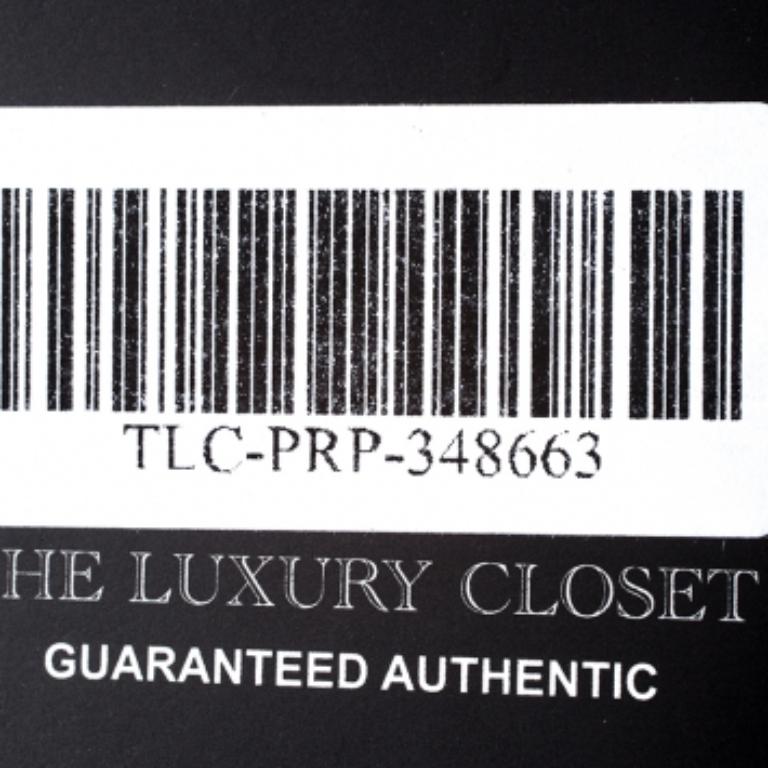 TLC-PRP-348663
HE LUXURY CLOSET
GUARANTEED AUTHENTIC